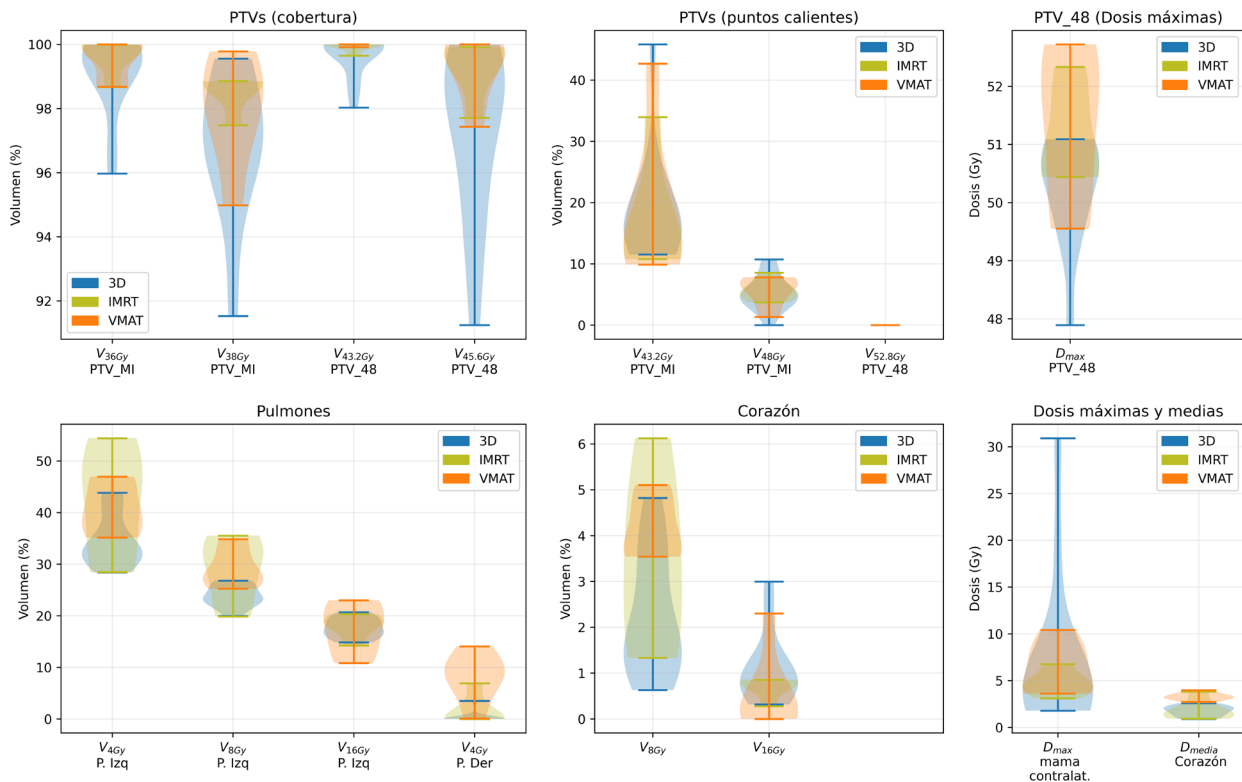 PTVs (cobertura)
Volumen (%)
100
98
96
94
92
3D
IMRT
VMAT
V36Gy
PTV_MI
V38Gy
PTV_MI
V43.2Gy
PTV_48
V45.6Gy
PTV_48
PTVs (puntos calientes)
Volumen (%)
40
30
20
10
0
3D
IMRT
VMAT
V43.2Gy
PTV_MI
V48Gy
PTV_MI
V52.8Gy
PTV_48
PTV_48 (Dosis máximas)
Dosis (Gy)
52
51
50
49
48
3D
IMRT
VMAT
Dmax
PTV_48
Pulmones
Volumen (%)
50
40
30
20
10
0
3D
IMRT
VMAT
V4Gy
P. Izq
V8Gy
P. Izq
V16Gy
P. Izq
V4Gy
P. Der
Corazón
Volumen (%)
6
5
4
3
2
1
0
3D
IMRT
VMAT
V8Gy
V16Gy
Dosis máximas y medias
Dosis (Gy)
30
25
20
15
10
5
0
3D
IMRT
VMAT
Dmax
mama
contralat.
Dmedia
Corazón